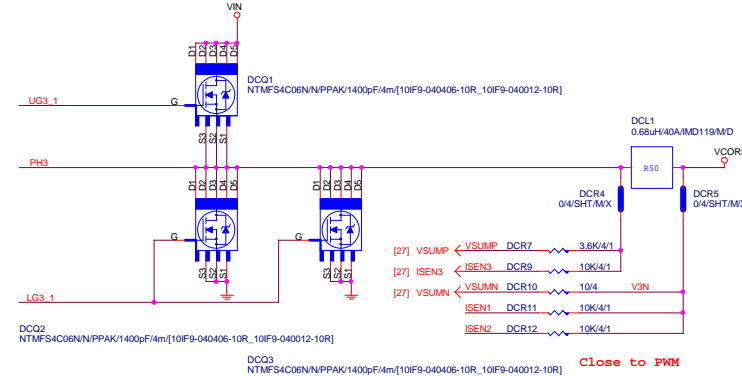 VIN
D1 D2 D3 D4 D5
DCQ1
NTMFS4C06N/N/PPAK/1400pF/4m/[10IF9-040406-10R_10IF9-040012-10R]
UG3_1
G
S3 S2 S1
DCL1
0.68uH/40A/IMD119/M/D
VCOR
PH3
R50
D1 D2 D3 D4 D5
D1 D2 D3 D4 D5
DCR4
0/4/SHT/M/X
DCR5
0/4/SHT/M/X
G
G
[27] VSUMP VSUMP DCR7 3.6K/4/1
S3 S2 S1
S3 S2 S1
[27] ISEN3 ISEN3 DCR9 10K/4/1
[27] VSUMN VSUMN DCR10 10/4 V3N
LG3_1
ISEN1 DCR11 10K/4/1
DCQ2
NTMFS4C06N/N/PPAK/1400pF/4m/[10IF9-040406-10R_10IF9-040012-10R]
ISEN2 DCR12 10K/4/1
DCQ3
NTMFS4C06N/N/PPAK/1400pF/4m/[10IF9-040406-10R_10IF9-040012-10R]
Close to PWM